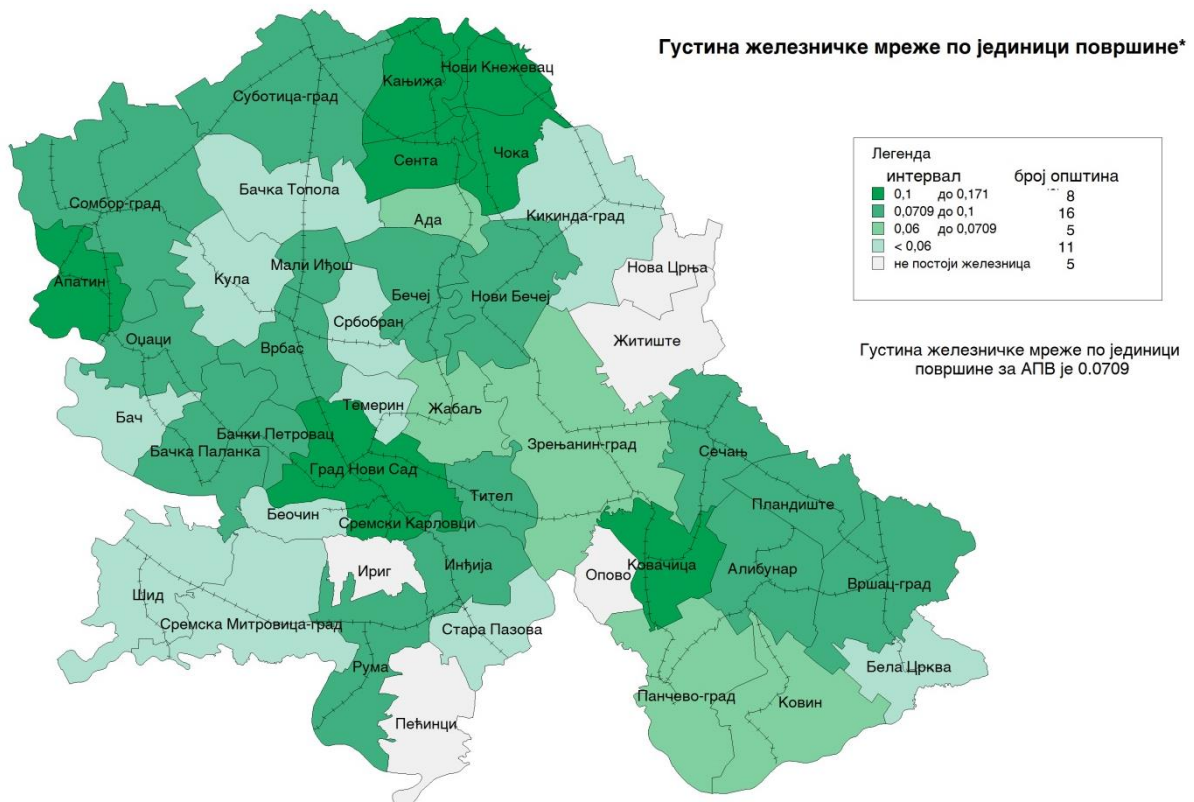 Густина железничке мреже по јединици површине*
Легенда
интервал број општина
0,1 до 0,171 8
0,0709 до 0,1 16
0,06 до 0,0709 5
< 0,06 11
не постоји железница 5
Густина железничке мреже по јединици
површине за АПВ је 0.0709
Нови Кнежевац
Кањижа
Суботица-град
Чока
Сента
Бачка Топола
Сомбор-град
Ада
Кикинда-град
Мали Иђош
Нова Црња
Апатин
Кула
Бечеј
Нови Бечеј
Србобран
Оџаци
Врбас
Житиште
Темерин
Жабаљ
Бач
Бачки Петровац
Зрењанин-град
Бачка Паланка
Сечањ
Град Нови Сад
Тител
Пландиште
Беочин
Сремски Карловци
Ириг
Инђија
Опово
Ковачица
Алибунар
Вршац-град
Шид
Сремска Митровица-град
Стара Пазова
Рума
Бела Црква
Панчево-град
Ковин
Пећинци